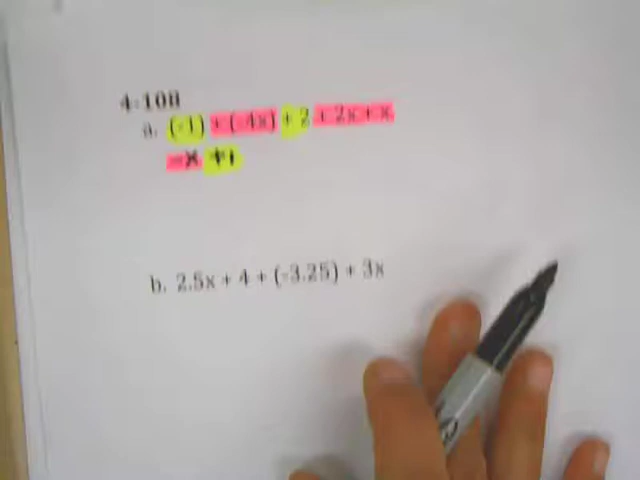 4-108
a. (-1) + (-4x) + 2 + 2x + x
-x +1
b. 2.5x + 4 + (-3.25) + 3x